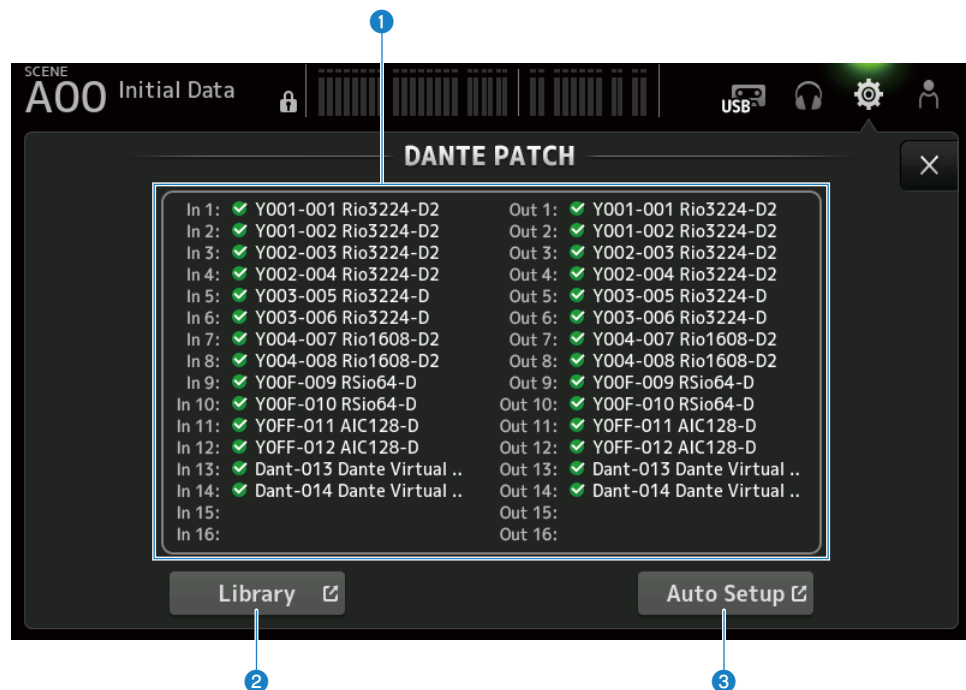 1
SCENE
A00 Initial Data
USB
DANTE PATCH
In 1: Y001-001 Rio3224-D2 Out 1: Y001-001 Rio3224-D2
In 2: Y001-002 Rio3224-D2 Out 2: Y001-002 Rio3224-D2
In 3: Y002-003 Rio3224-D2 Out 3: Y002-003 Rio3224-D2
In 4: Y002-004 Rio3224-D2 Out 4: Y002-004 Rio3224-D2
In 5: Y003-005 Rio3224-D Out 5: Y003-005 Rio3224-D
In 6: Y003-006 Rio3224-D Out 6: Y003-006 Rio3224-D
In 7: Y004-007 Rio1608-D2 Out 7: Y004-007 Rio1608-D2
In 8: Y004-008 Rio1608-D2 Out 8: Y004-008 Rio1608-D2
In 9: Y00F-009 RSio64-D Out 9: Y00F-009 RSio64-D
In 10: Y00F-010 RSio64-D Out 10: Y00F-010 RSio64-D
In 11: Y0FF-011 AIC128-D Out 11: Y0FF-011 AIC128-D
In 12: Y0FF-012 AIC128-D Out 12: Y0FF-012 AIC128-D
In 13: Dant-013 Dante Virtual .. Out 13: Dant-013 Dante Virtual ..
In 14: Dant-014 Dante Virtual .. Out 14: Dant-014 Dante Virtual ..
In 15: Out 15:
In 16: Out 16:
Library Auto Setup
2 3